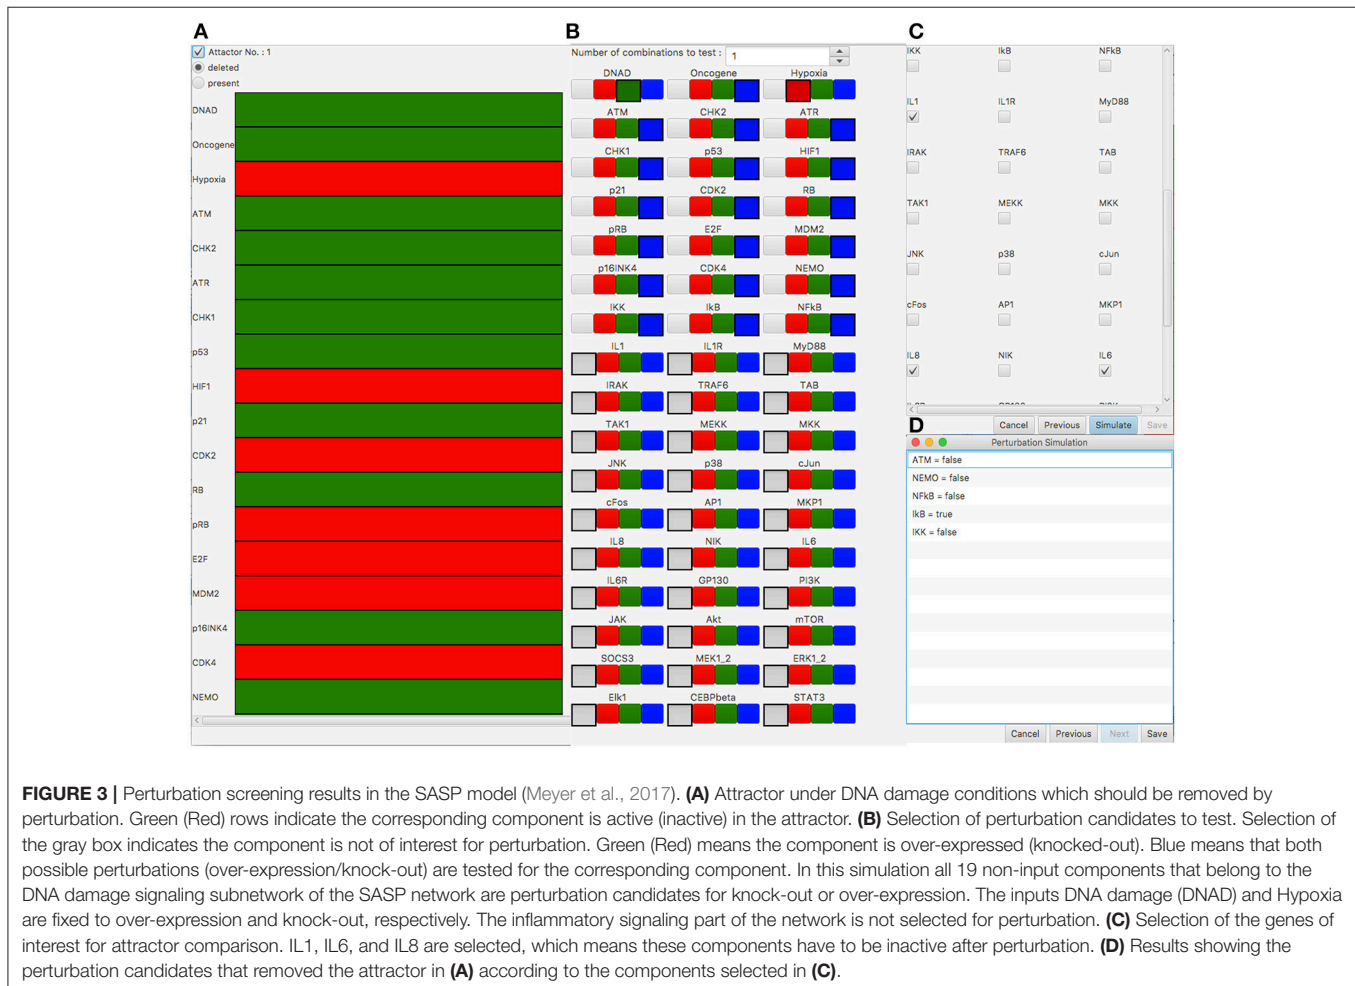 A
Attactor No. : 1
deleted
present
DNAD
Oncogene
Hypoxia
ATM
CHK2
ATR
CHK1
p53
HIF1
p21
CDK2
RB
pRB
E2F
MDM2
p16INK4
CDK4
NEMO
B
Number of combinations to test : 1
DNAD Oncogene Hypoxia
ATM CHK2 ATR
CHK1 p53 HIF1
p21 CDK2 RB
pRB E2F MDM2
p16INK4 CDK4 NEMO
IKK IkB NFkB
IL1 IL1R MyD88
IRAK TRAF6 TAB
TAK1 MEKK MKK
JNK p38 cJun
cFos AP1 MKP1
IL8 NIK IL6
IL6R GP130 PI3K
JAK Akt mTOR
SOCS3 MEK1_2 ERK1_2
Elk1 CEBPbeta STAT3
C
IKK IkB NFkB
IL1 IL1R MyD88
IRAK TRAF6 TAB
TAK1 MEKK MKK
JNK p38 cJun
cFos AP1 MKP1
IL8 NIK IL6
Cancel Previous Simulate Save
D
Perturbation Simulation
ATM = false
NEMO = false
NFkB = false
IkB = true
IKK = false
Cancel Previous Next Save
FIGURE 3 | Perturbation screening results in the SASP model (Meyer et al., 2017). (A) Attractor under DNA damage conditions which should be removed by
perturbation. Green (Red) rows indicate the corresponding component is active (inactive) in the attractor. (B) Selection of perturbation candidates to test. Selection of
the gray box indicates the component is not of interest for perturbation. Green (Red) means the component is over-expressed (knocked-out). Blue means that both
possible perturbations (over-expression/knock-out) are tested for the corresponding component. In this simulation all 19 non-input components that belong to the
DNA damage signaling subnetwork of the SASP network are perturbation candidates for knock-out or over-expression. The inputs DNA damage (DNAD) and Hypoxia
are fixed to over-expression and knock-out, respectively. The inflammatory signaling part of the network is not selected for perturbation. (C) Selection of the genes of
interest for attractor comparison. IL1, IL6, and IL8 are selected, which means these components have to be inactive after perturbation. (D) Results showing the
perturbation candidates that removed the attractor in (A) according to the components selected in (C).